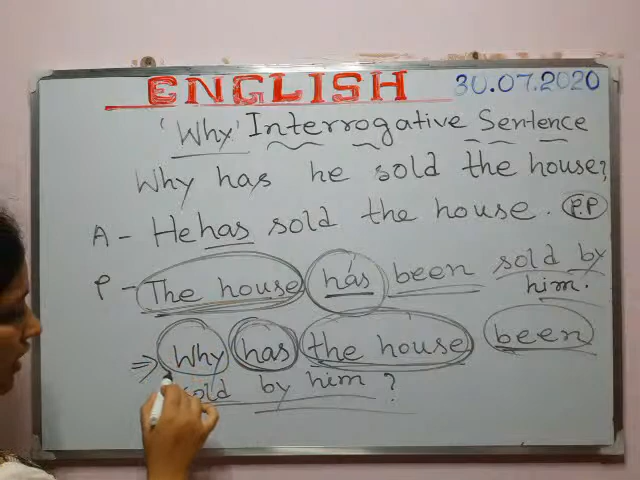 ENGLISH 30.07.2020
'Why' Interrogative Sentence
Why has he sold the house?
A - He has sold the house. P.P
P - The house has been sold by
him.
⇒ Why has the house been
sold by him ?